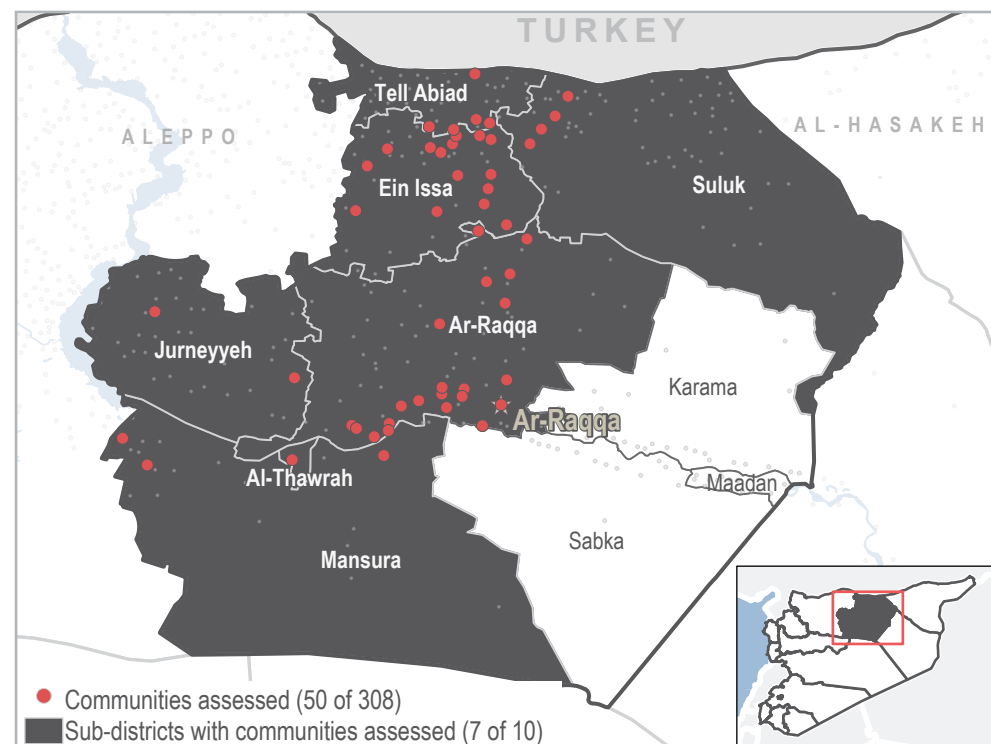 TURKEY
Tell Abiad
ALEPPO
AL-HASAKEH
Ein Issa
Suluk
Ar-Raqqa
Jurneyyeh
Karama
Ar-Raqqa
Al-Thawrah
Maadan
Sabka
Mansura
Communities assessed (50 of 308)
Sub-districts with communities assessed (7 of 10)